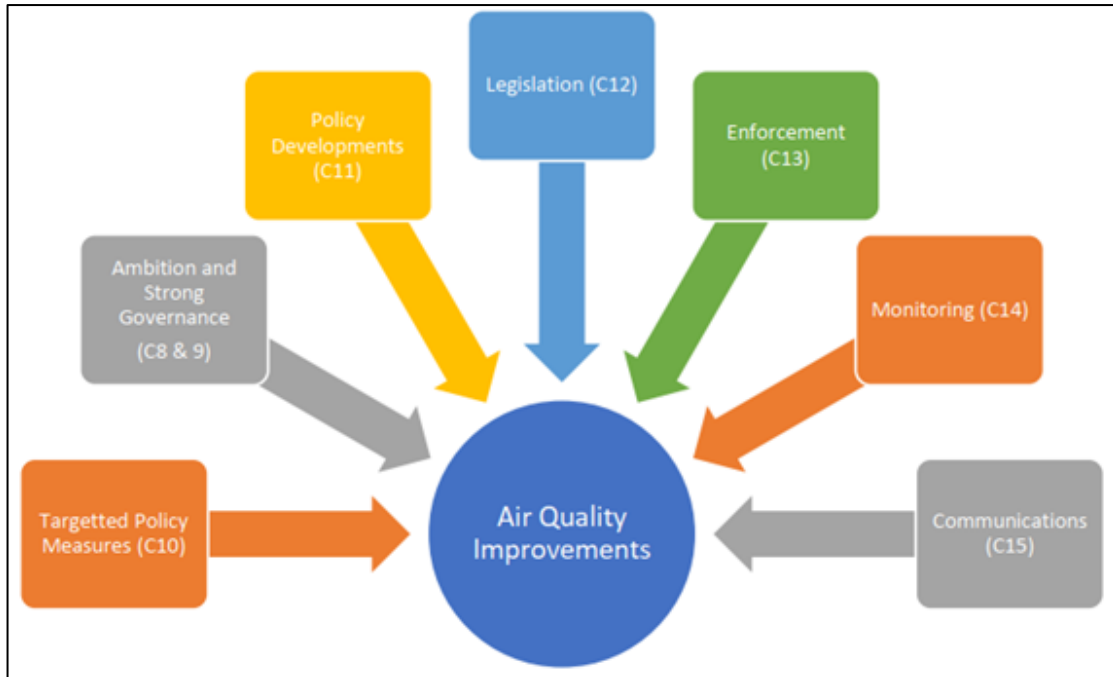 Legislation (C12)
Policy
Developments
(C11)
Enforcement
(C13)
Ambition and
Strong
Governance
(C8 & 9)
Monitoring (C14)
Targetted Policy
Measures (C10)
Air Quality
Improvements
Communications
(C15)